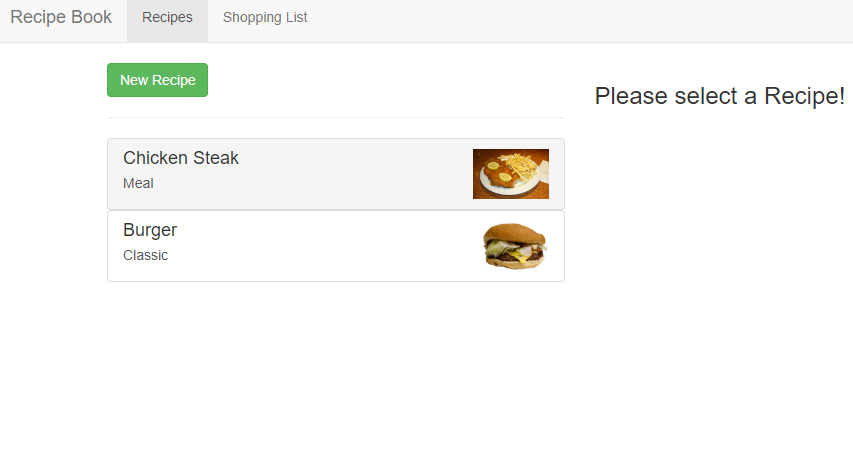 Recipe Book Recipes Shopping List
New Recipe
Please select a Recipe!
Chicken Steak
Meal
Burger
Classic